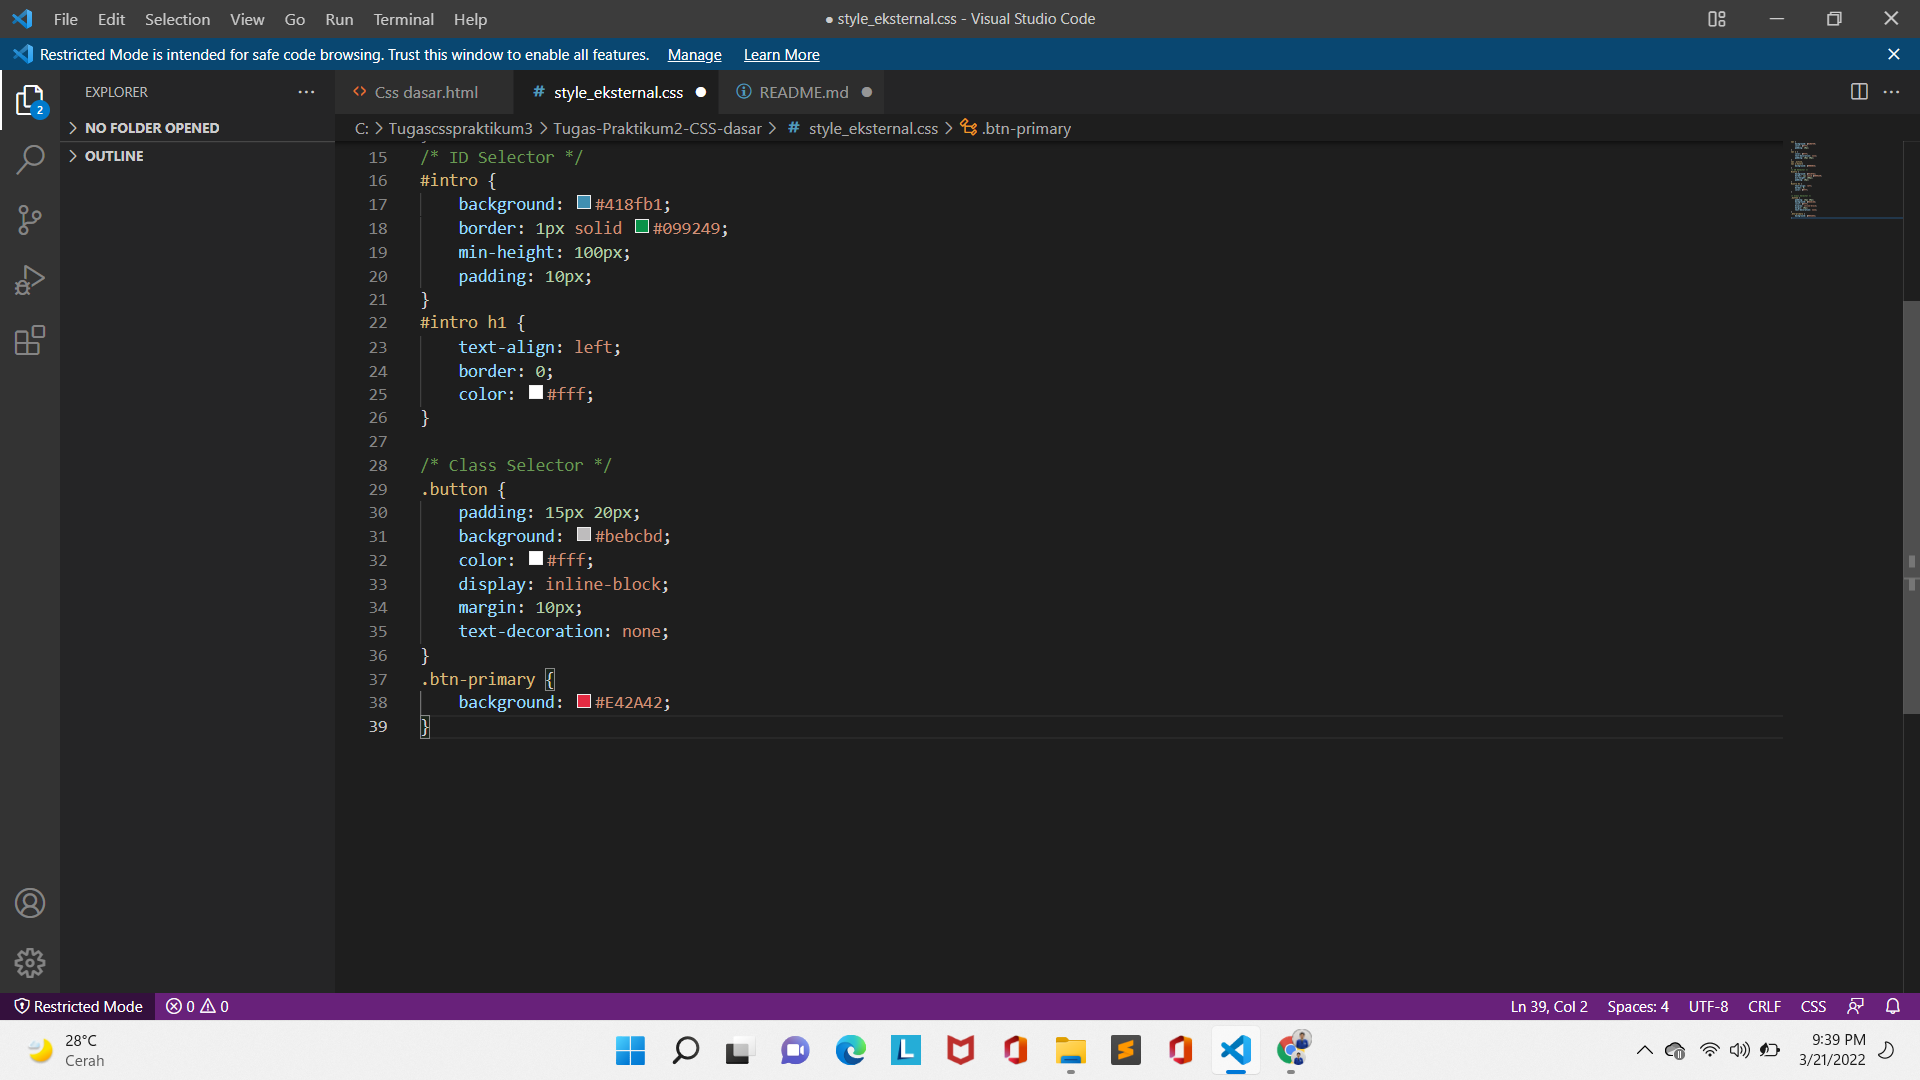 File Edit Selection View Go Run Terminal Help
● style_eksternal.css - Visual Studio Code
Restricted Mode is intended for safe code browsing. Trust this window to enable all features. Manage Learn More
EXPLORER
Css dasar.html
# style_eksternal.css
README.md
2
NO FOLDER OPENED
C: > Tugascsspraktikum3 > Tugas-Praktikum2-CSS-dasar > # style_eksternal.css > .btn-primary
OUTLINE
15 /* ID Selector */
16 #intro {
17 background: #418fb1;
18 border: 1px solid #099249;
19 min-height: 100px;
20 padding: 10px;
21 }
22 #intro h1 {
23 text-align: left;
24 border: 0;
25 color: #fff;
26 }
27
28 /* Class Selector */
29 .button {
30 padding: 15px 20px;
31 background: #bebcbd;
32 color: #fff;
33 display: inline-block;
34 margin: 10px;
35 text-decoration: none;
36 }
37 .btn-primary {
38 background: #E42A42;
39 }
Restricted Mode 0 0
Ln 39, Col 2 Spaces: 4 UTF-8 CRLF CSS
28°C
Cerah
9:39 PM
3/21/2022